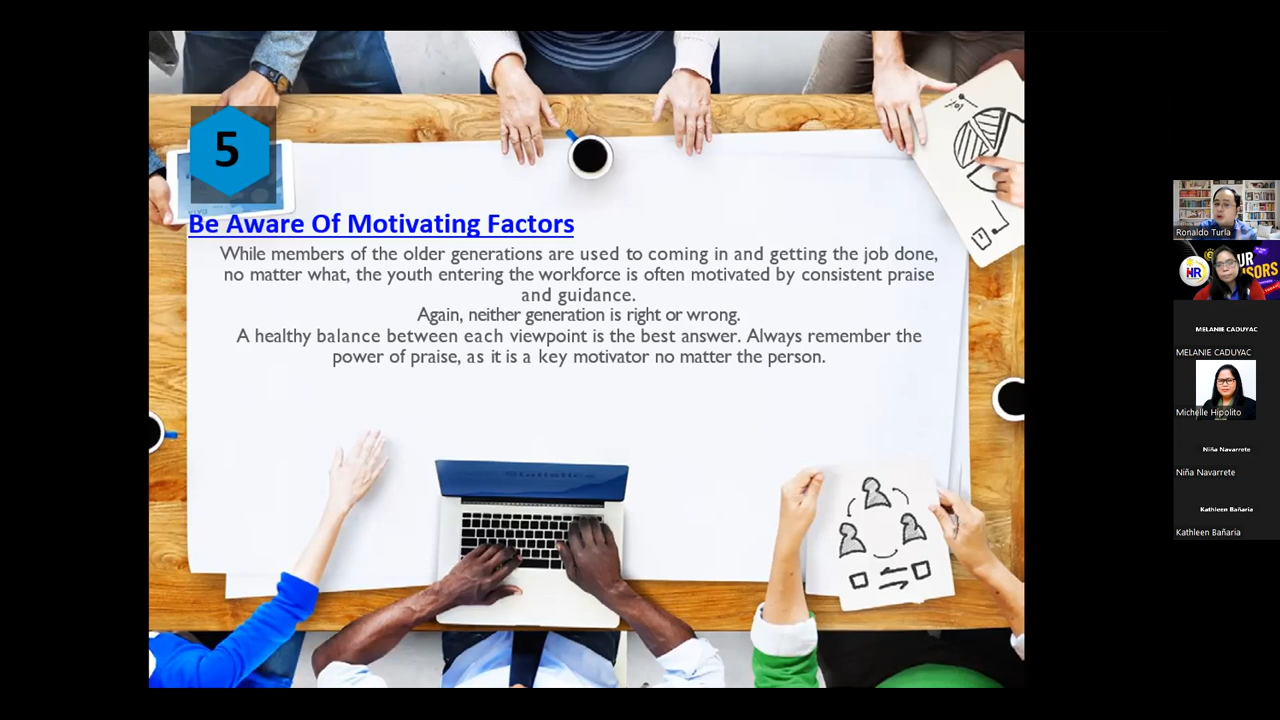 5
Be Aware Of Motivating Factors
While members of the older generations are used to coming in and getting the job done,
no matter what, the youth entering the workforce is often motivated by consistent praise
and guidance.
Again, neither generation is right or wrong.
A healthy balance between each viewpoint is the best answer. Always remember the
power of praise, as it is a key motivator no matter the person.
Statistics
Ronaldo Turla
HR
MELANIE CADUYAC
MELANIE CADUYAC
Michelle Hipolito
Niña Navarrete
Niña Navarrete
Kathleen Bañaria
Kathleen Bañaria